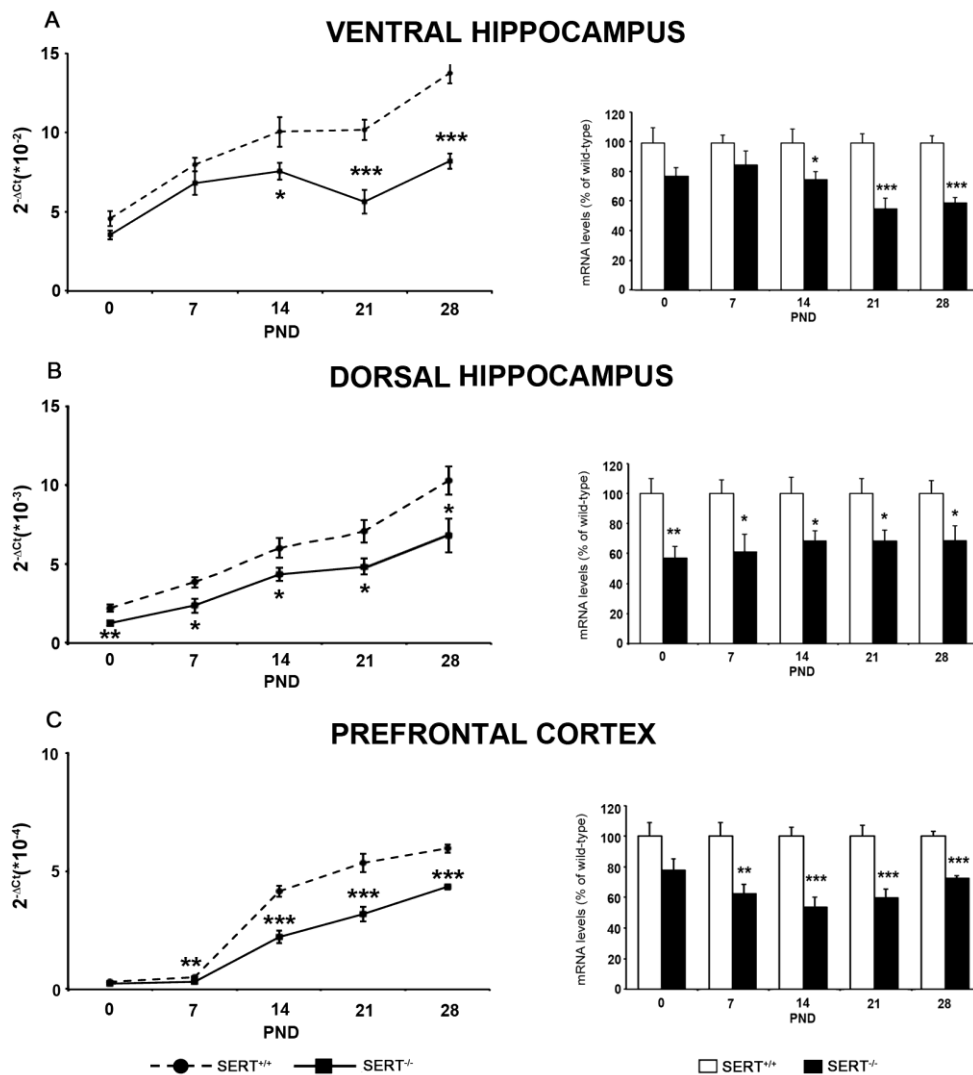 A
VENTRAL HIPPOCAMPUS
2^-ΔCt(*10^-2)
15
10
5
0
*
***
***
0 7 14 21 28
PND
mRNA levels (% of wild-type)
120
100
80
60
40
20
0
*
***
***
0 7 14 21 28
PND
B
DORSAL HIPPOCAMPUS
2^-ΔCt(*10^-3)
15
10
5
0
**
*
*
*
*
0 7 14 21 28
PND
mRNA levels (% of wild-type)
120
100
80
60
40
20
0
**
*
*
*
*
0 7 14 21 28
PND
C
PREFRONTAL CORTEX
2^-ΔCt(*10^-4)
10
5
0
**
***
***
***
0 7 14 21 28
PND
mRNA levels (% of wild-type)
120
100
80
60
40
20
0
**
***
***
***
0 7 14 21 28
PND
SERT^+/+ SERT^-/-
SERT^+/+ SERT^-/-